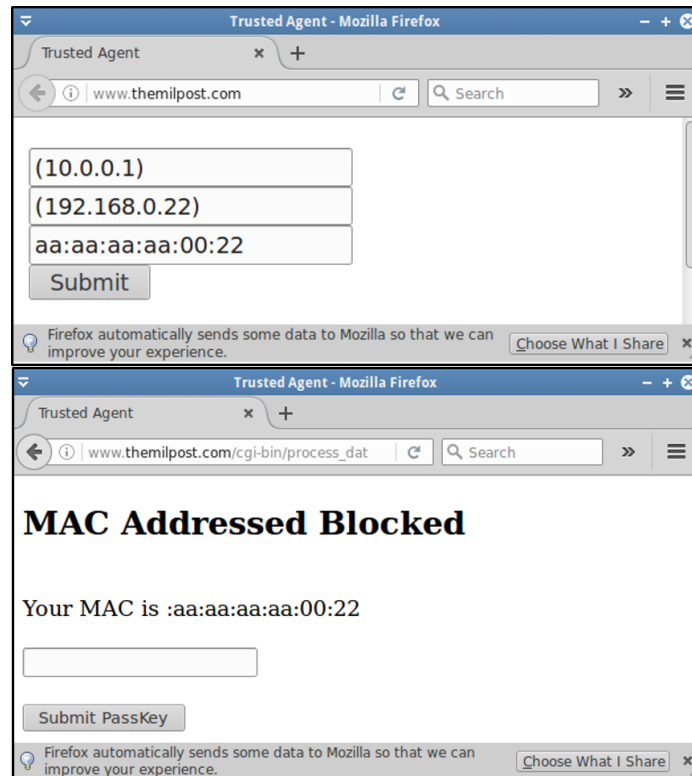 Trusted Agent - Mozilla Firefox
Trusted Agent
www.themilpost.com
Search
(10.0.0.1)
(192.168.0.22)
aa:aa:aa:aa:00:22
Submit
Firefox automatically sends some data to Mozilla so that we can
improve your experience.
Choose What I Share
Trusted Agent - Mozilla Firefox
Trusted Agent
www.themilpost.com/cgi-bin/process_dat
Search
MAC Addressed Blocked
Your MAC is :aa:aa:aa:aa:00:22
Submit PassKey
Firefox automatically sends some data to Mozilla so that we can
improve your experience.
Choose What I Share